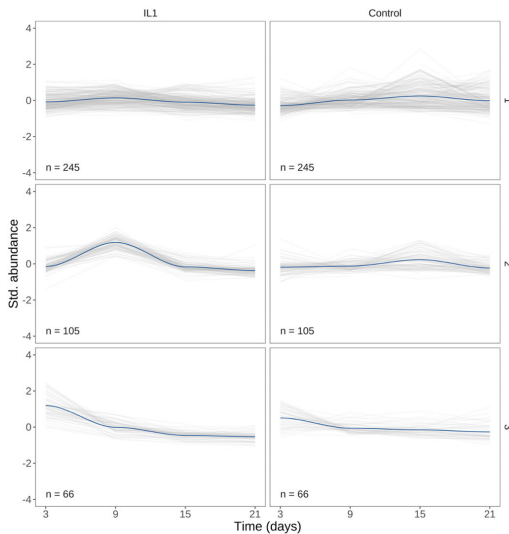 IL1 Control
4
2
0
-2
-4
n = 245 n = 245
1
4
2
0
-2
-4
n = 105 n = 105
2
4
2
0
-2
-4
n = 66 n = 66
3
3 9 15 21 3 9 15 21
Time (days)
Std. abundance